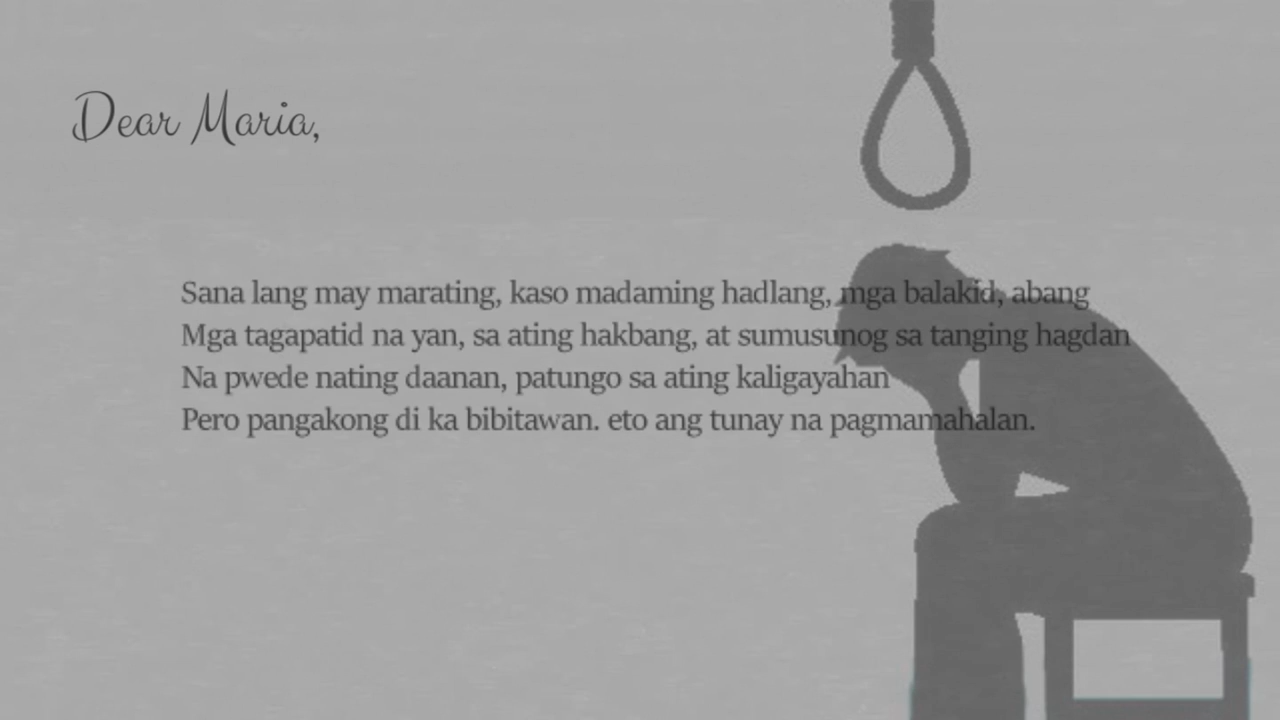 Dear Maria,
Sana lang may marating, kaso madaming hadlang, mga balakid, abang
Mga tagapatid na yan, sa ating hakbang, at sumusunog sa tanging hagdan
Na pwede nating daanan, patungo sa ating kaligayahan
Pero pangakong di ka bibitawan. eto ang tunay na pagmamahalan.